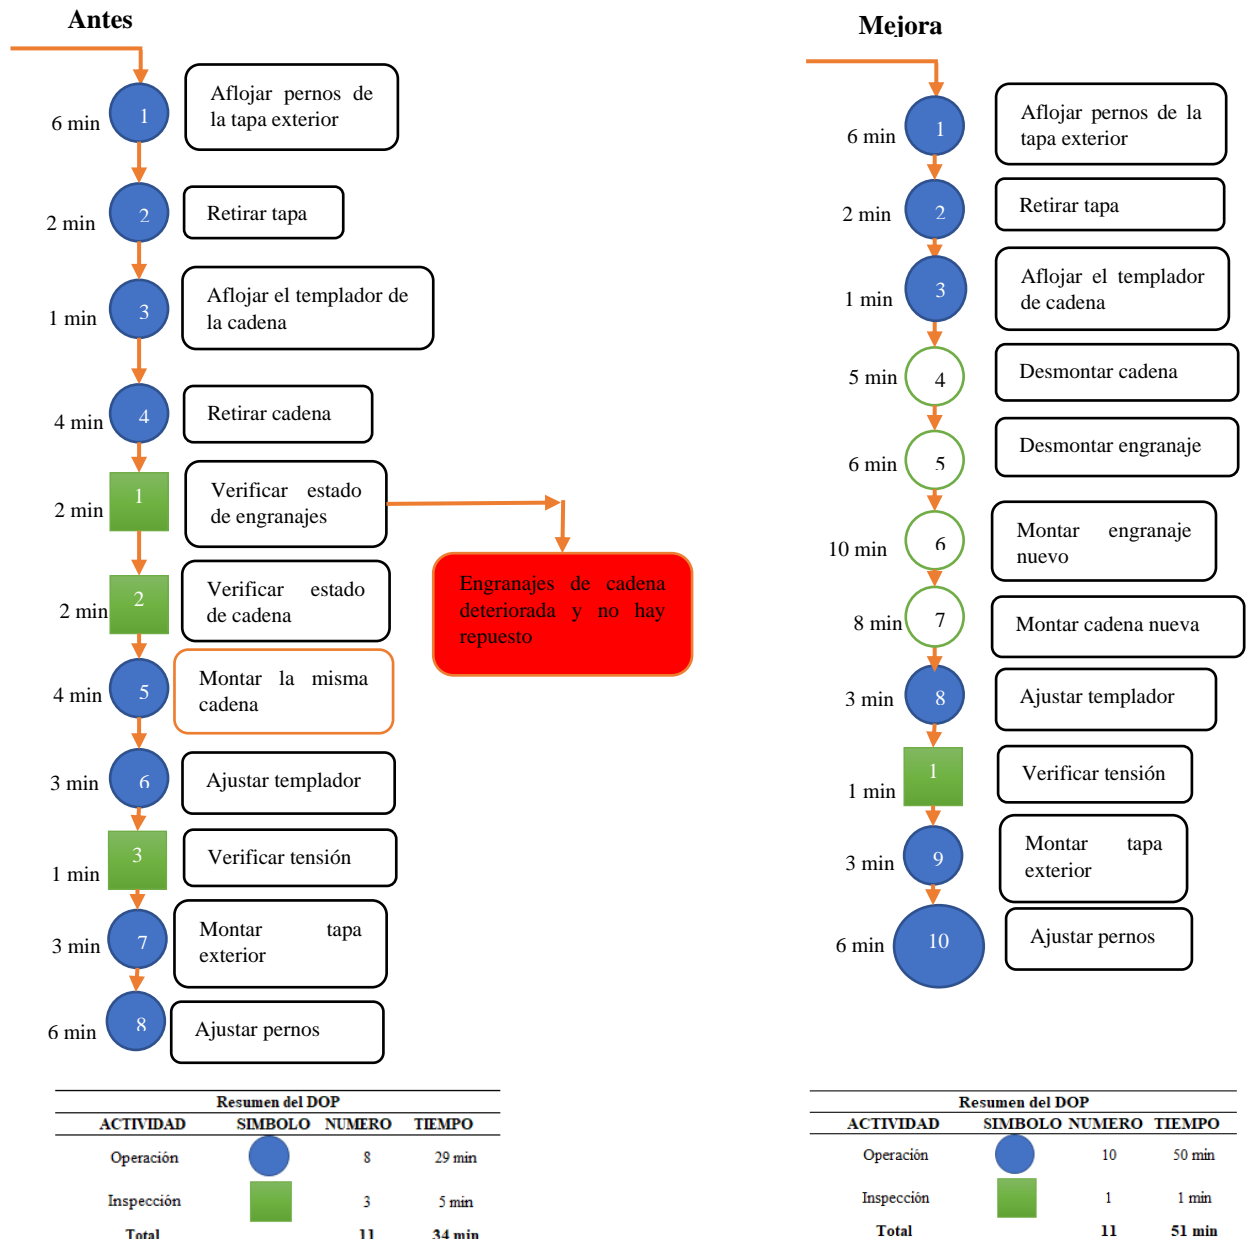 Antes
6 min
1
Aflojar pernos de
la tapa exterior
2 min
2
Retirar tapa
1 min
3
Aflojar el templador de
la cadena
4 min
4
Retirar cadena
2 min
1
Verificar estado
de engranajes
Engranajes de cadena
deteriorada y no hay
repuesto
2 min
2
Verificar estado
de cadena
4 min
5
Montar la misma
cadena
3 min
6
Ajustar templador
1 min
3
Verificar tensión
3 min
7
Montar tapa
exterior
6 min
8
Ajustar pernos
Resumen del DOP
ACTIVIDAD SIMBOLO NUMERO TIEMPO
Operación 8 29 min
Inspección 3 5 min
Total 11 34 min
Mejora
6 min
1
Aflojar pernos de la
tapa exterior
2 min
2
Retirar tapa
1 min
3
Aflojar el templador
de cadena
5 min
4
Desmontar cadena
6 min
5
Desmontar engranaje
10 min
6
Montar engranaje
nuevo
8 min
7
Montar cadena nueva
3 min
8
Ajustar templador
1 min
1
Verificar tensión
3 min
9
Montar tapa
exterior
6 min
10
Ajustar pernos
Resumen del DOP
ACTIVIDAD SIMBOLO NUMERO TIEMPO
Operación 10 50 min
Inspección 1 1 min
Total 11 51 min